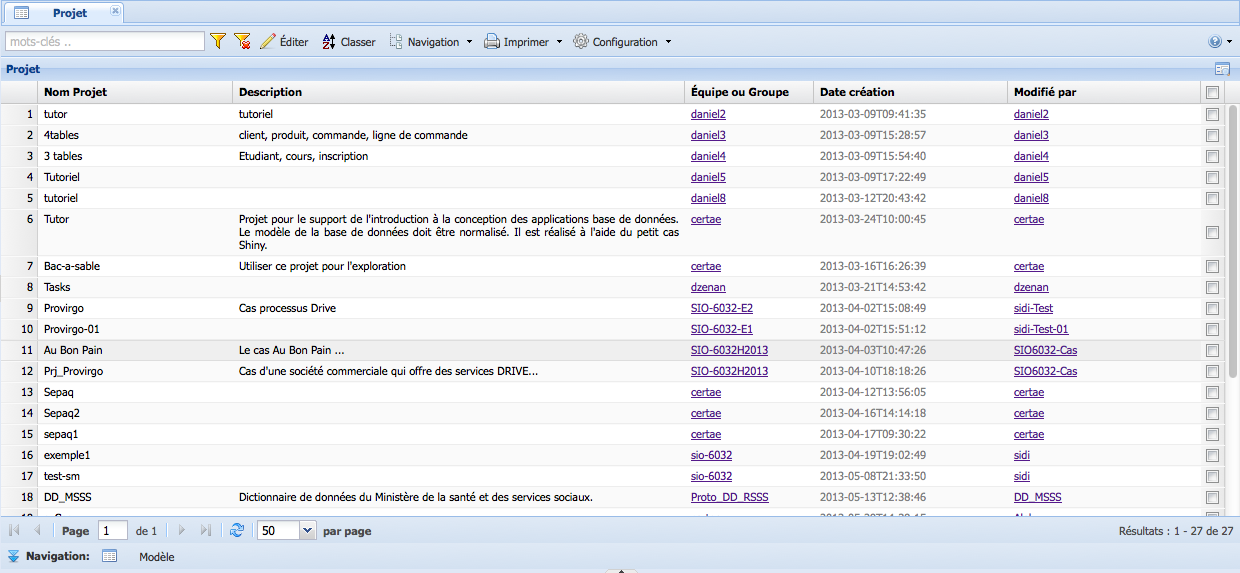 Projet
mots-clés .. Éditer Classer Navigation Imprimer Configuration
Projet
Nom Projet Description Équipe ou Groupe Date création Modifié par
1 tutor tutoriel daniel2 2013-03-09T09:41:35 daniel2
2 4tables client, produit, commande, ligne de commande daniel3 2013-03-09T15:28:57 daniel3
3 3 tables Etudiant, cours, inscription daniel4 2013-03-09T15:54:40 daniel4
4 Tutoriel daniel5 2013-03-09T17:22:49 daniel5
5 tutoriel daniel8 2013-03-12T20:43:42 daniel8
6 Tutor Projet pour le support de l'introduction à la conception des applications base de données. certae 2013-03-24T10:00:45 certae
Le modèle de la base de données doit être normalisé. Il est réalisé à l'aide du petit cas
Shiny.
7 Bac-a-sable Utiliser ce projet pour l'exploration certae 2013-03-16T16:26:39 certae
8 Tasks dzenan 2013-03-21T14:53:42 dzenan
9 Provirgo Cas processus Drive SIO-6032-E2 2013-04-02T15:08:49 sidi-Test
10 Provirgo-01 SIO-6032-E1 2013-04-02T15:51:12 sidi-Test-01
11 Au Bon Pain Le cas Au Bon Pain ... SIO-6032H2013 2013-04-03T10:47:26 SIO6032-Cas
12 Prj_Provirgo Cas d'une société commerciale qui offre des services DRIVE... SIO-6032H2013 2013-04-10T18:18:26 SIO6032-Cas
13 Sepaq certae 2013-04-12T13:56:05 certae
14 Sepaq2 certae 2013-04-16T14:14:18 certae
15 sepaq1 certae 2013-04-17T09:30:22 certae
16 exemple1 sio-6032 2013-04-19T19:02:49 sidi
17 test-sm sio-6032 2013-05-08T21:33:50 sidi
18 DD_MSSS Dictionnaire de données du Ministère de la santé et des services sociaux. Proto_DD_RSSS 2013-05-13T12:38:46 DD_MSSS
Page 1 de 1 50 par page Résultats : 1 - 27 de 27
Navigation: Modèle